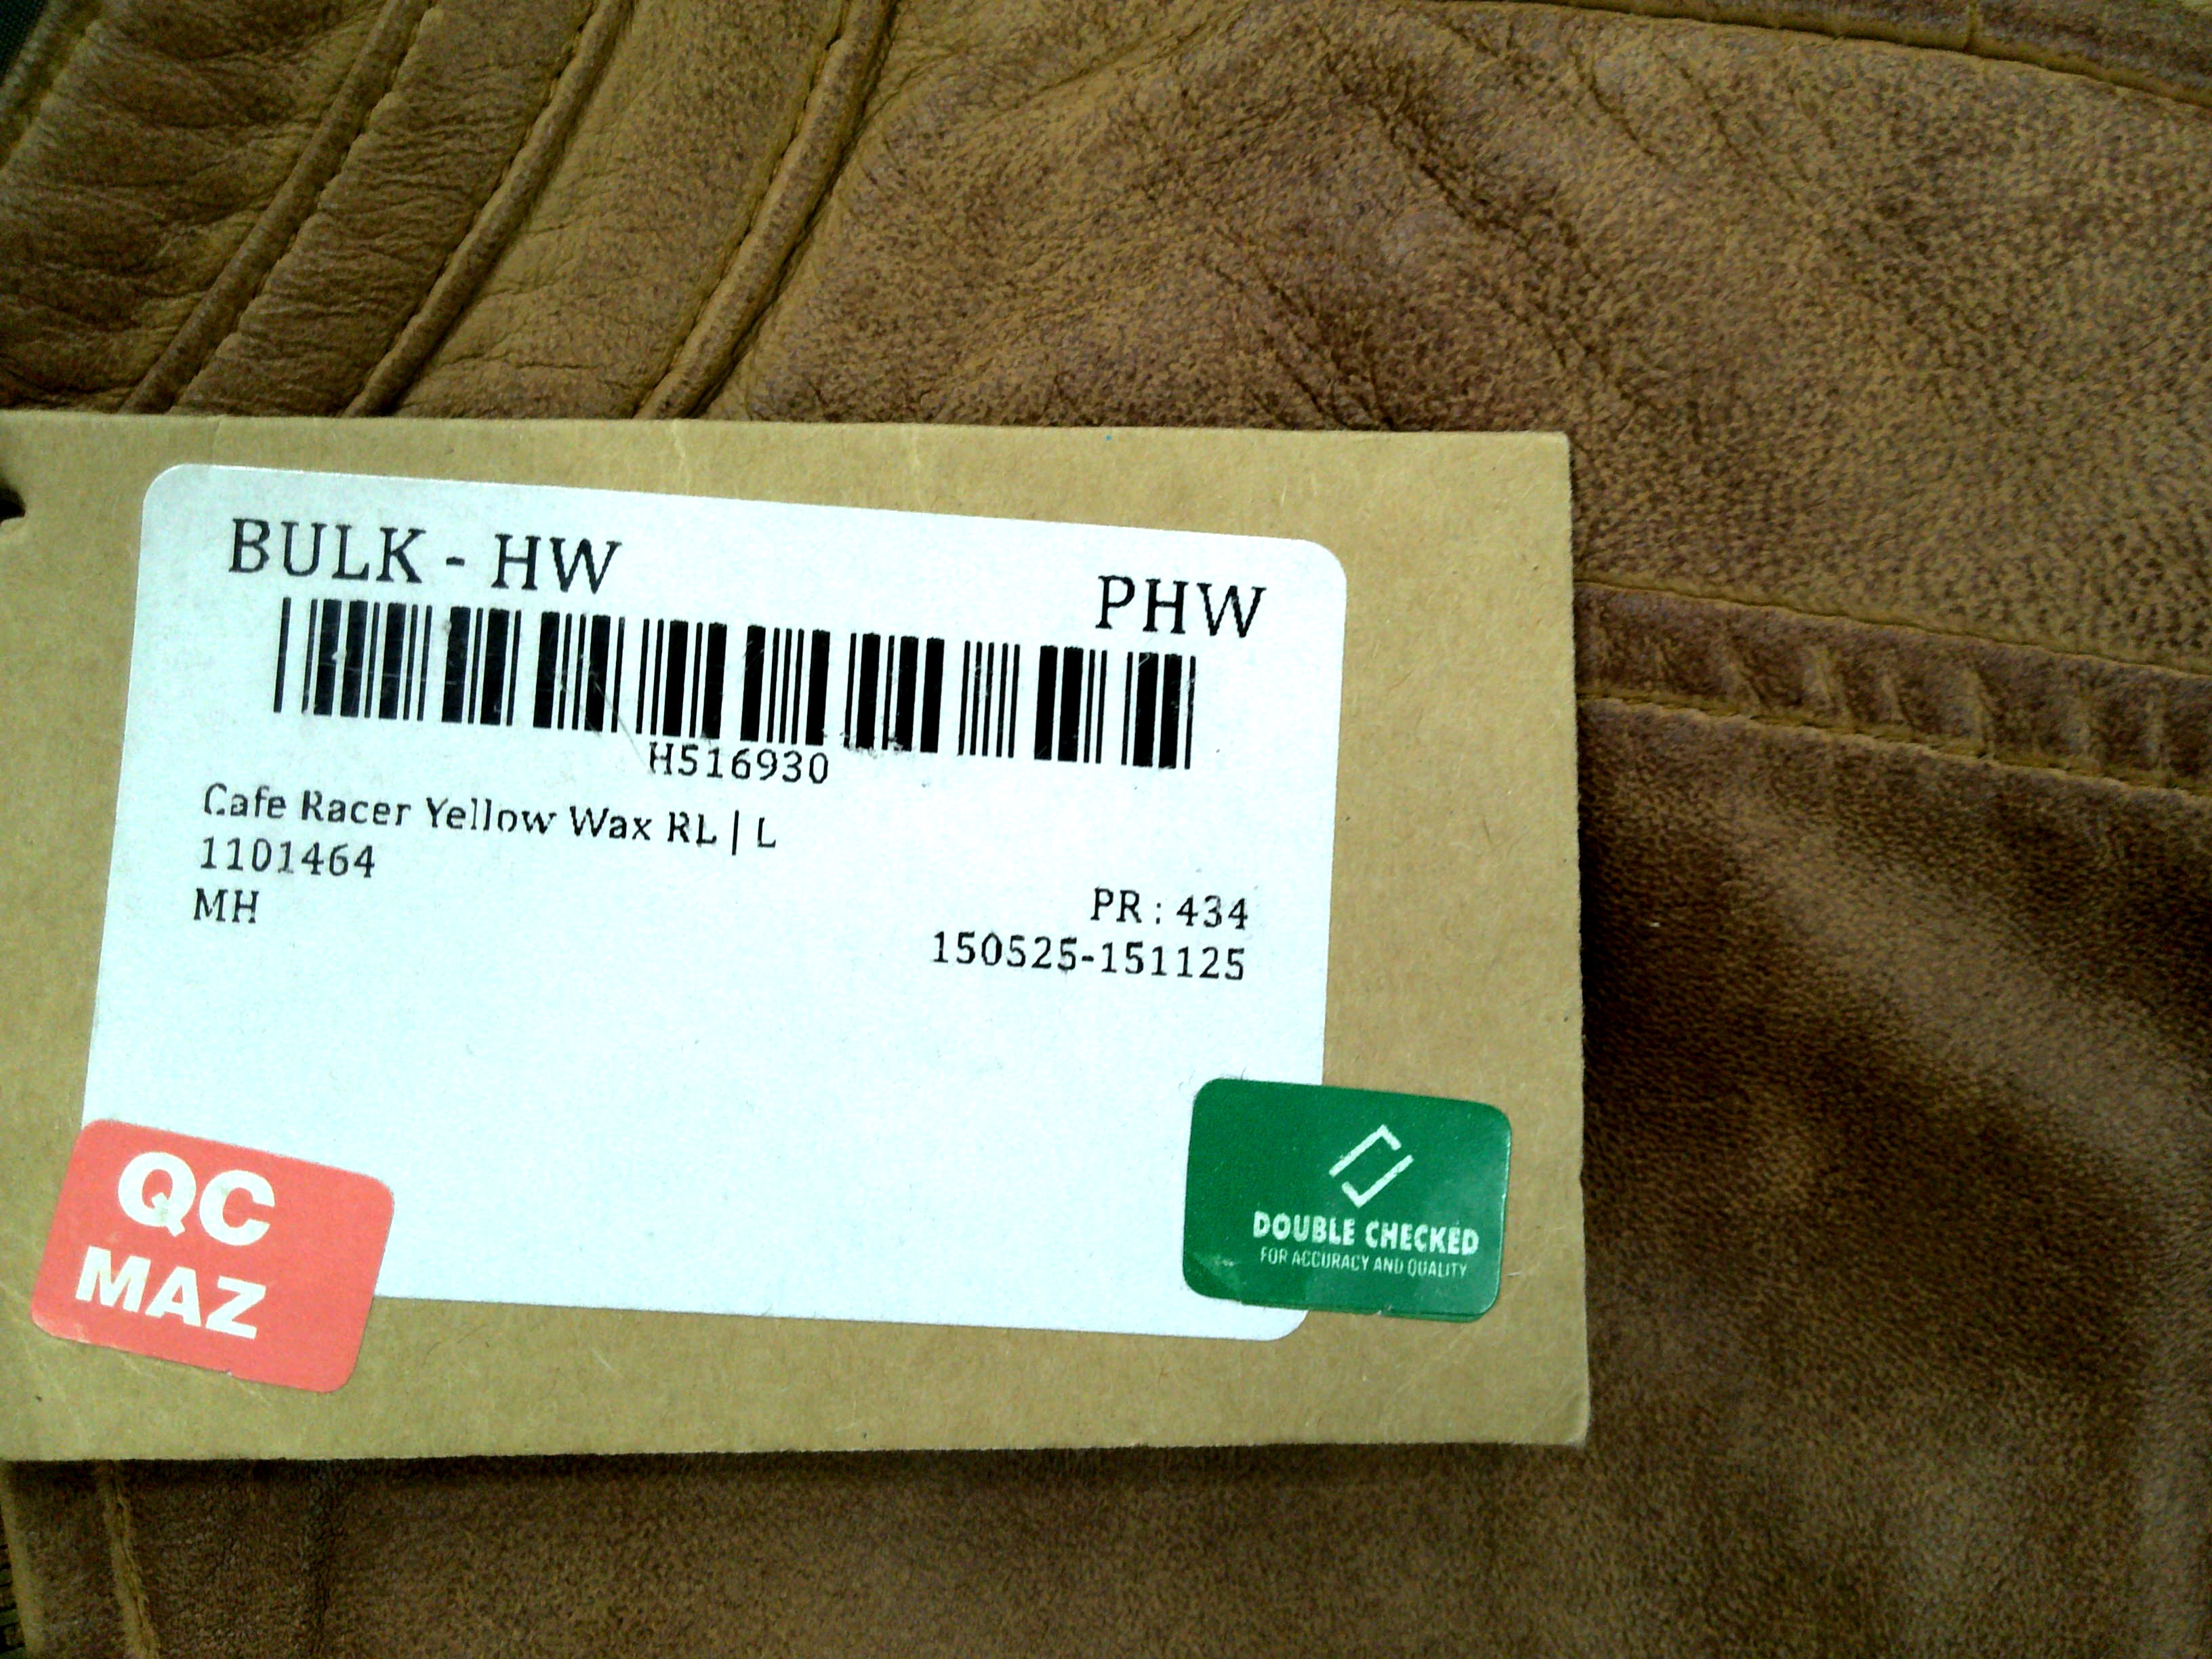 BULK - HW
PHW
H516930
Cafe Racer Yellow Wax RL | L
1101464
MH
PR : 434
150525-151125
QC
MAZ
DOUBLE CHECKED
FOR ACCURACY AND QUALITY